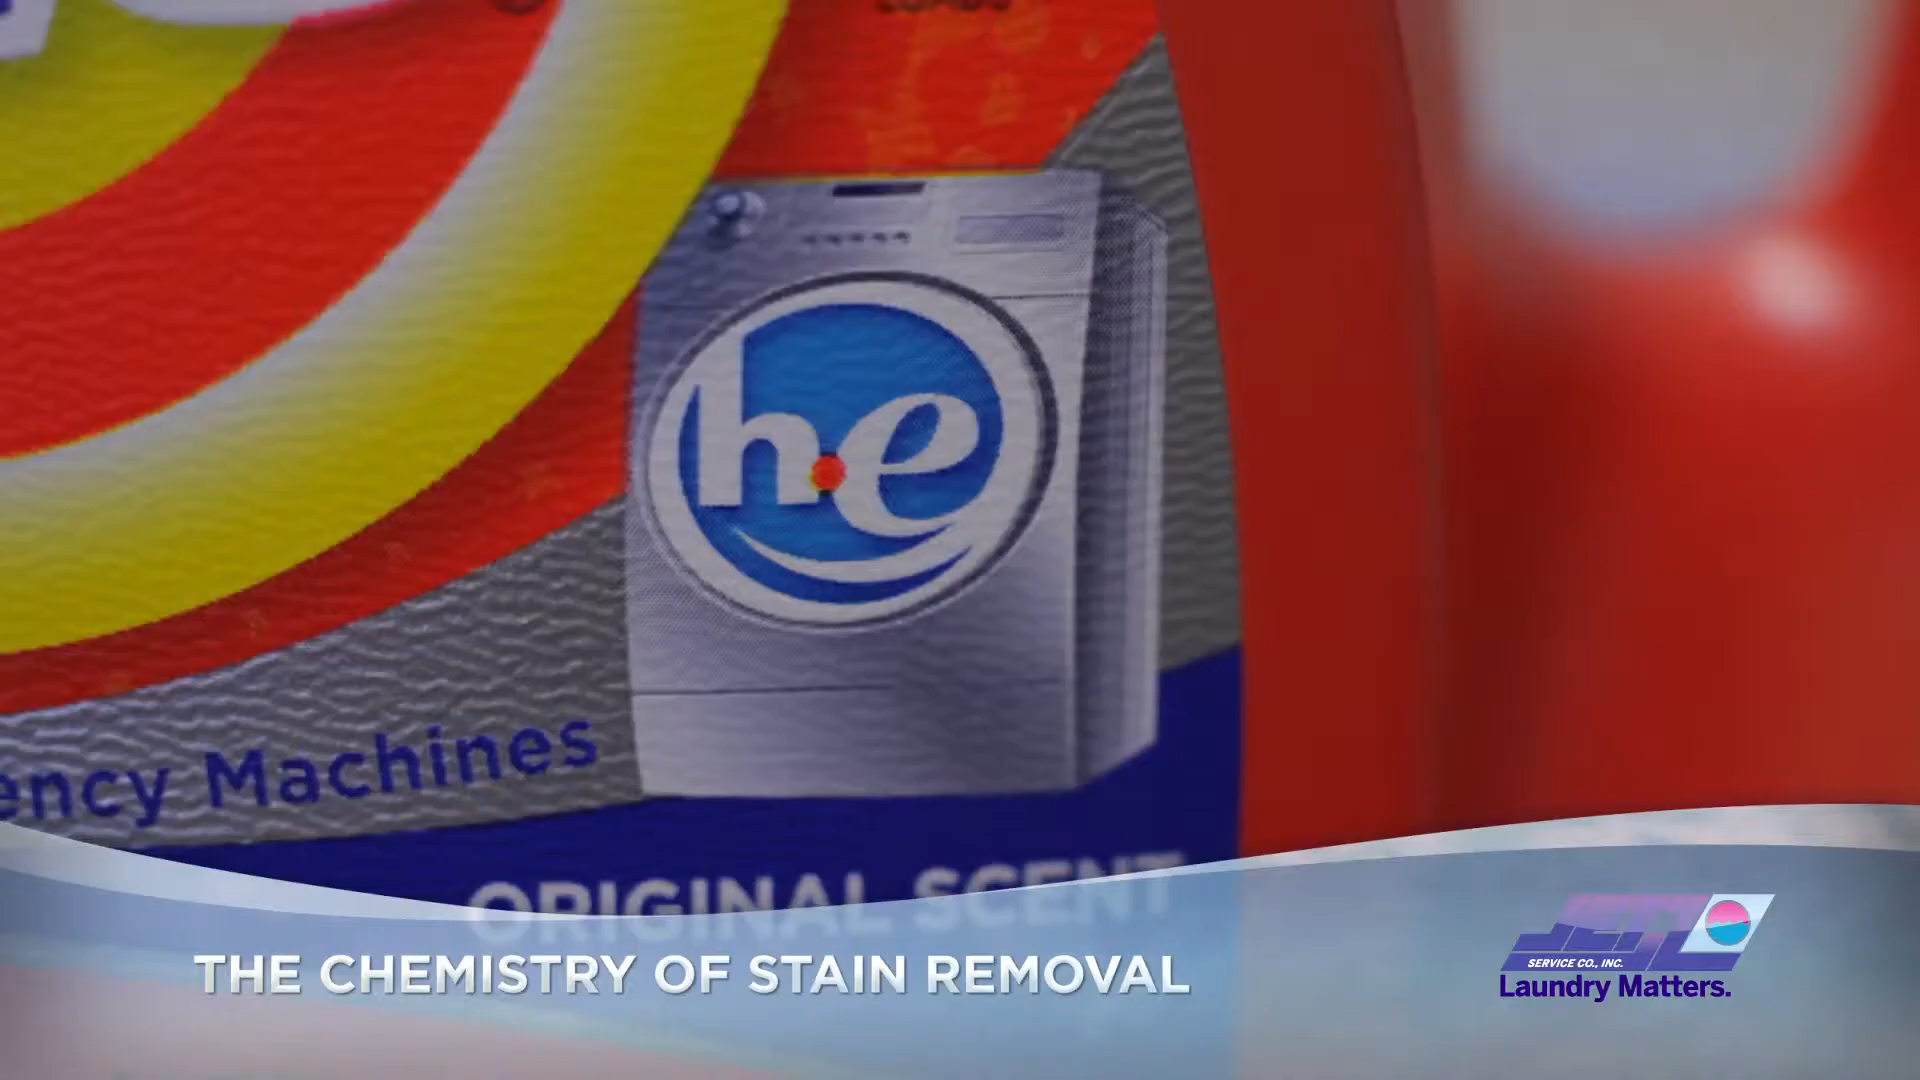 he
ency Machines
ORIGINAL SCENT
THE CHEMISTRY OF STAIN REMOVAL
SERVICE CO., INC.
Laundry Matters.